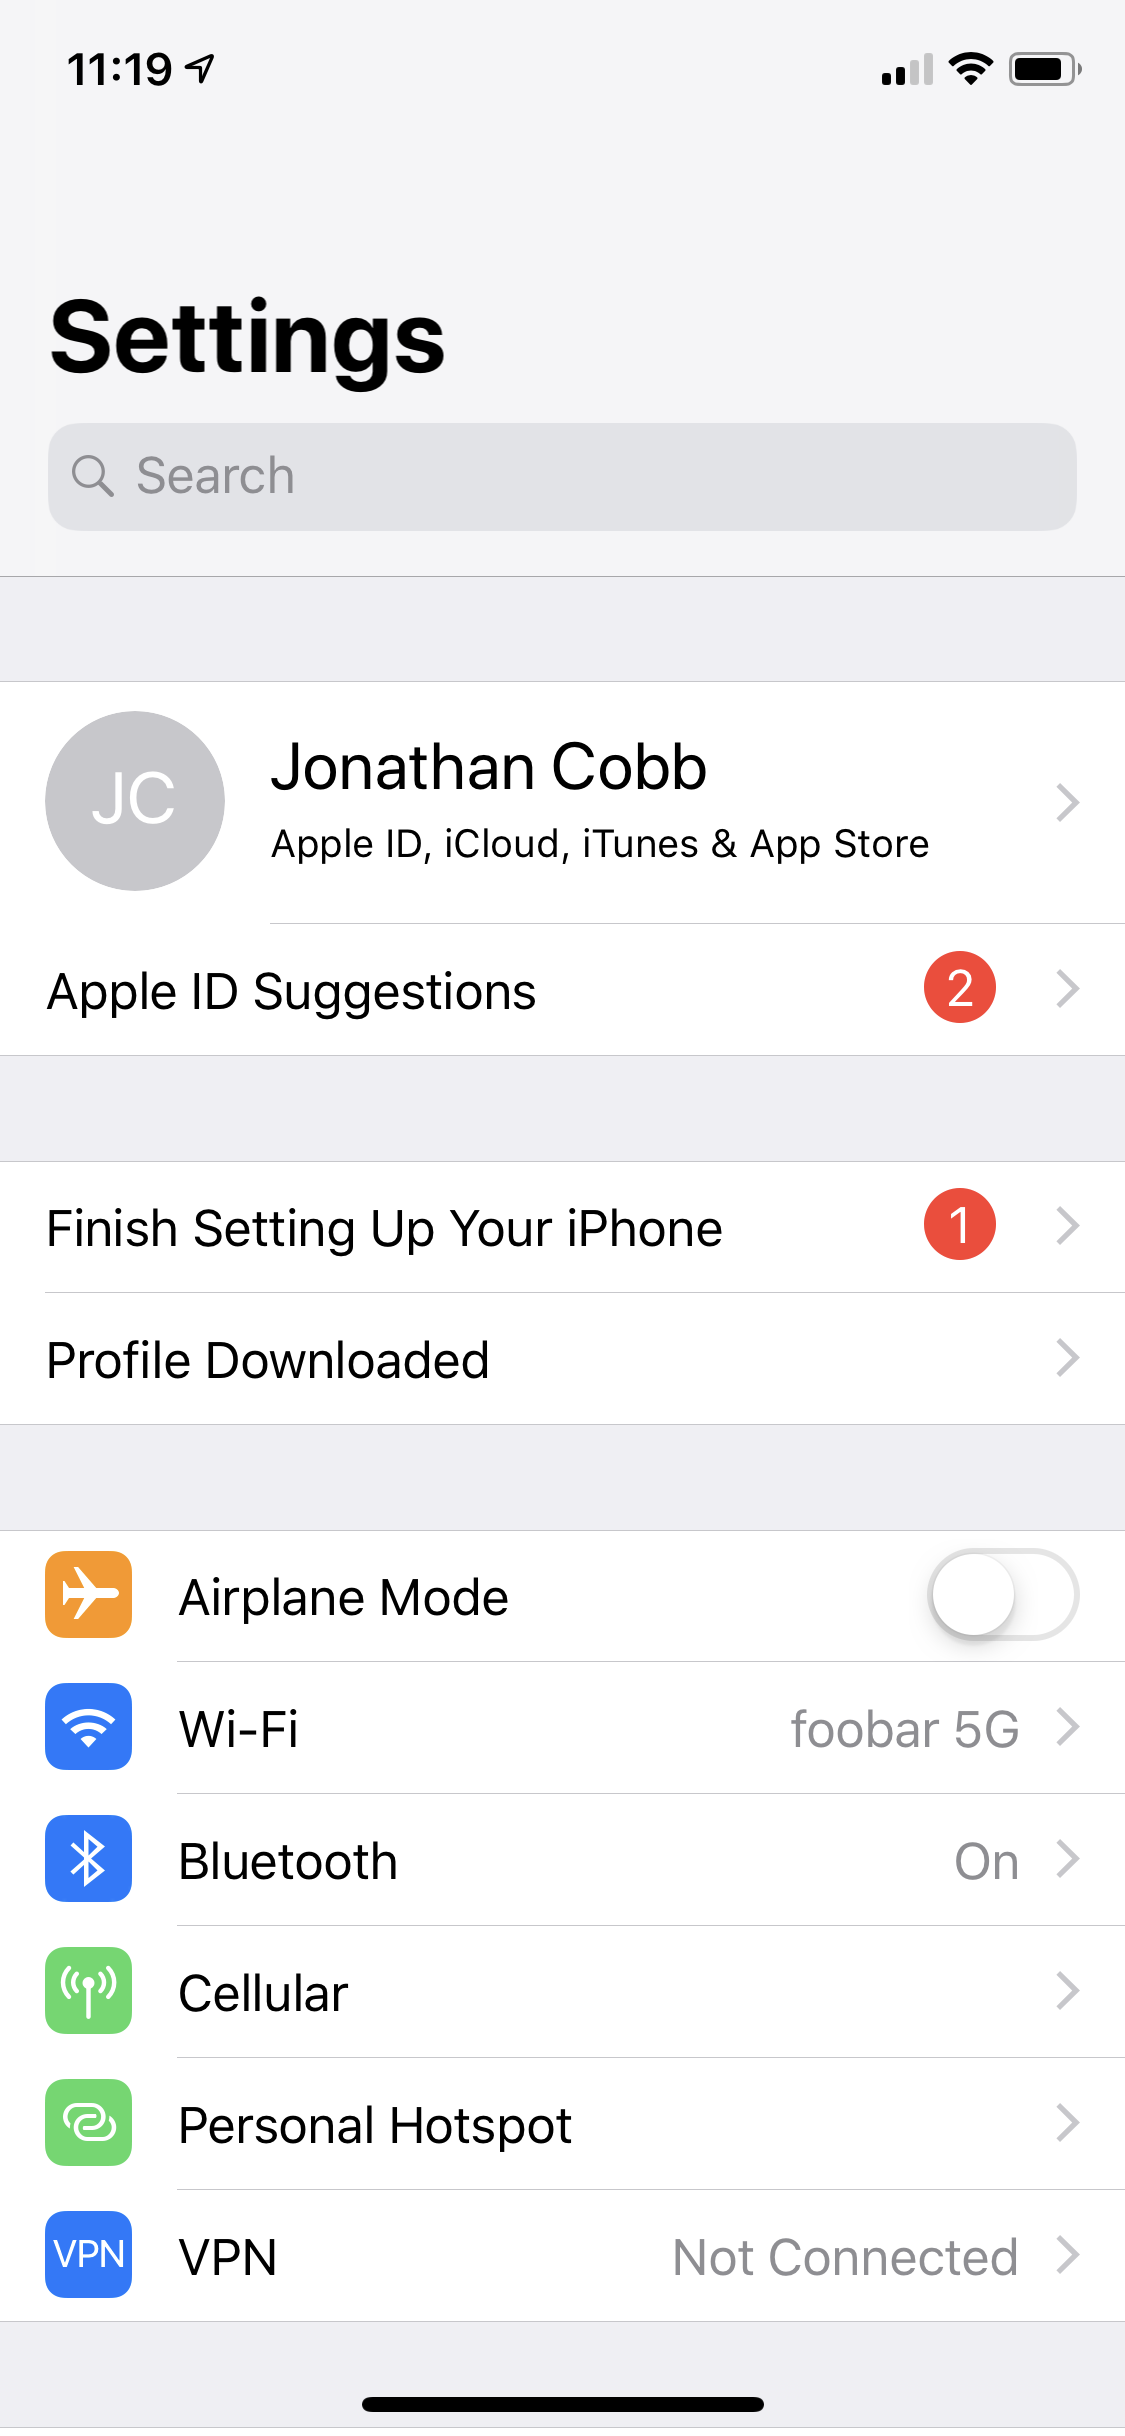 11:19
Settings
Search
JC
Jonathan Cobb
Apple ID, iCloud, iTunes & App Store
Apple ID Suggestions 2
Finish Setting Up Your iPhone 1
Profile Downloaded
Airplane Mode
Wi-Fi foobar 5G
Bluetooth On
Cellular
Personal Hotspot
VPN VPN Not Connected